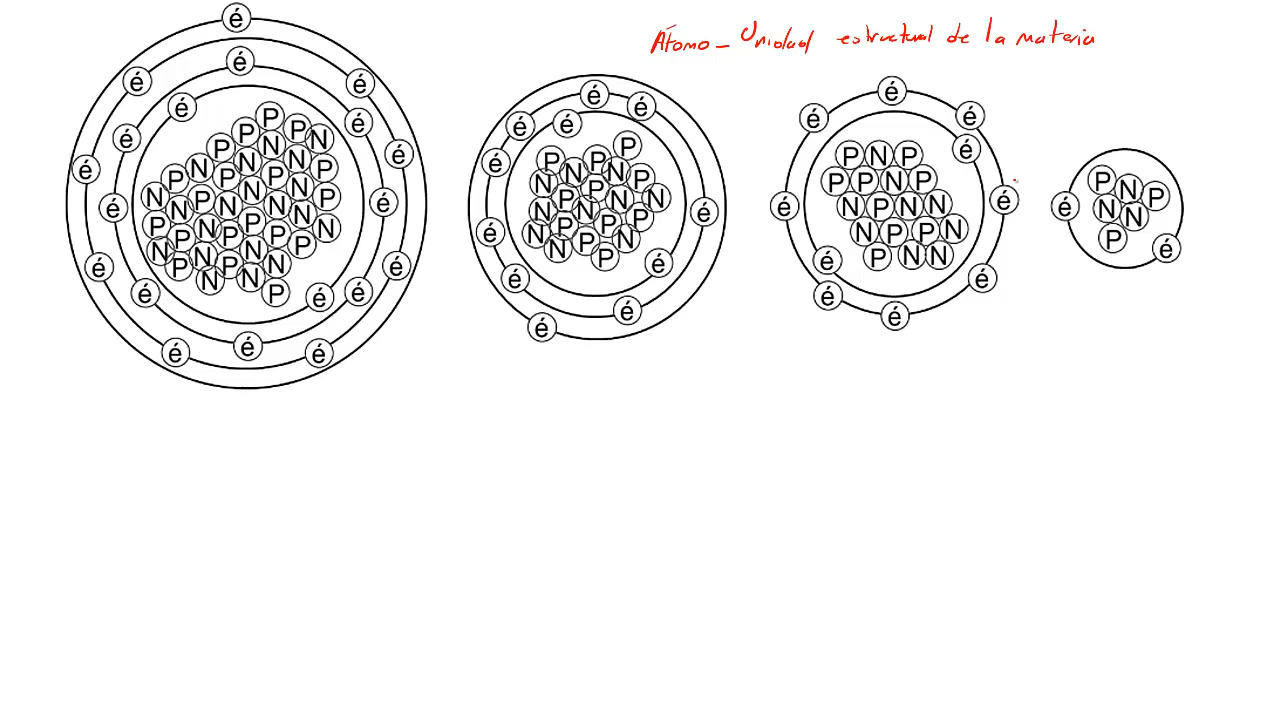 Átomo – Unidad estructural de la materia
é
é é é
é é
é é
é é
é é
é é
é é é
é é é
P
P P N
P N
N N P
N P P N
P N P
N P N N
N N
P N P P N
P P P
N N N P
P P N
N N
P
é é
é é
é
é é
é é
é é
é
P
P P
N N
N P P
P N N
N N P
P P
N P N
N P
é
é é
é
é é
é
é é
é
P N P
P P N P
N P N N
N P P N
P N N
é
é
P N P
N N
P